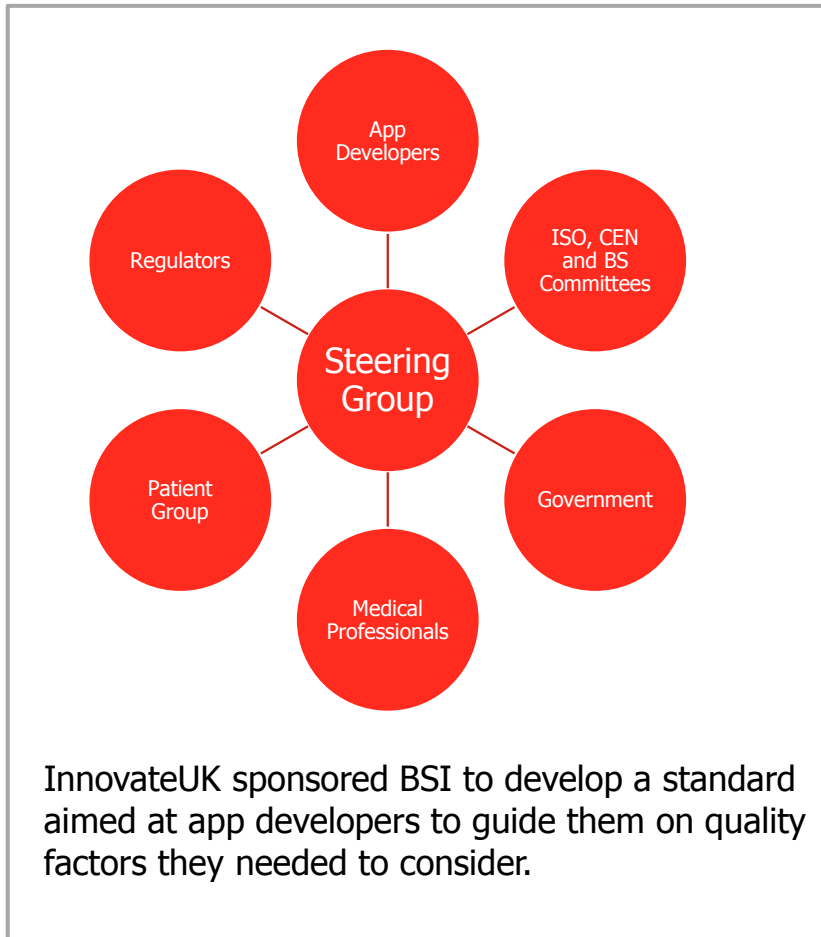 App
Developers
ISO, CEN
and BS
Committees
Regulators
Steering
Group
Patient
Group
Government
Medical
Professionals
InnovateUK sponsored BSI to develop a standard
aimed at app developers to guide them on quality
factors they needed to consider.